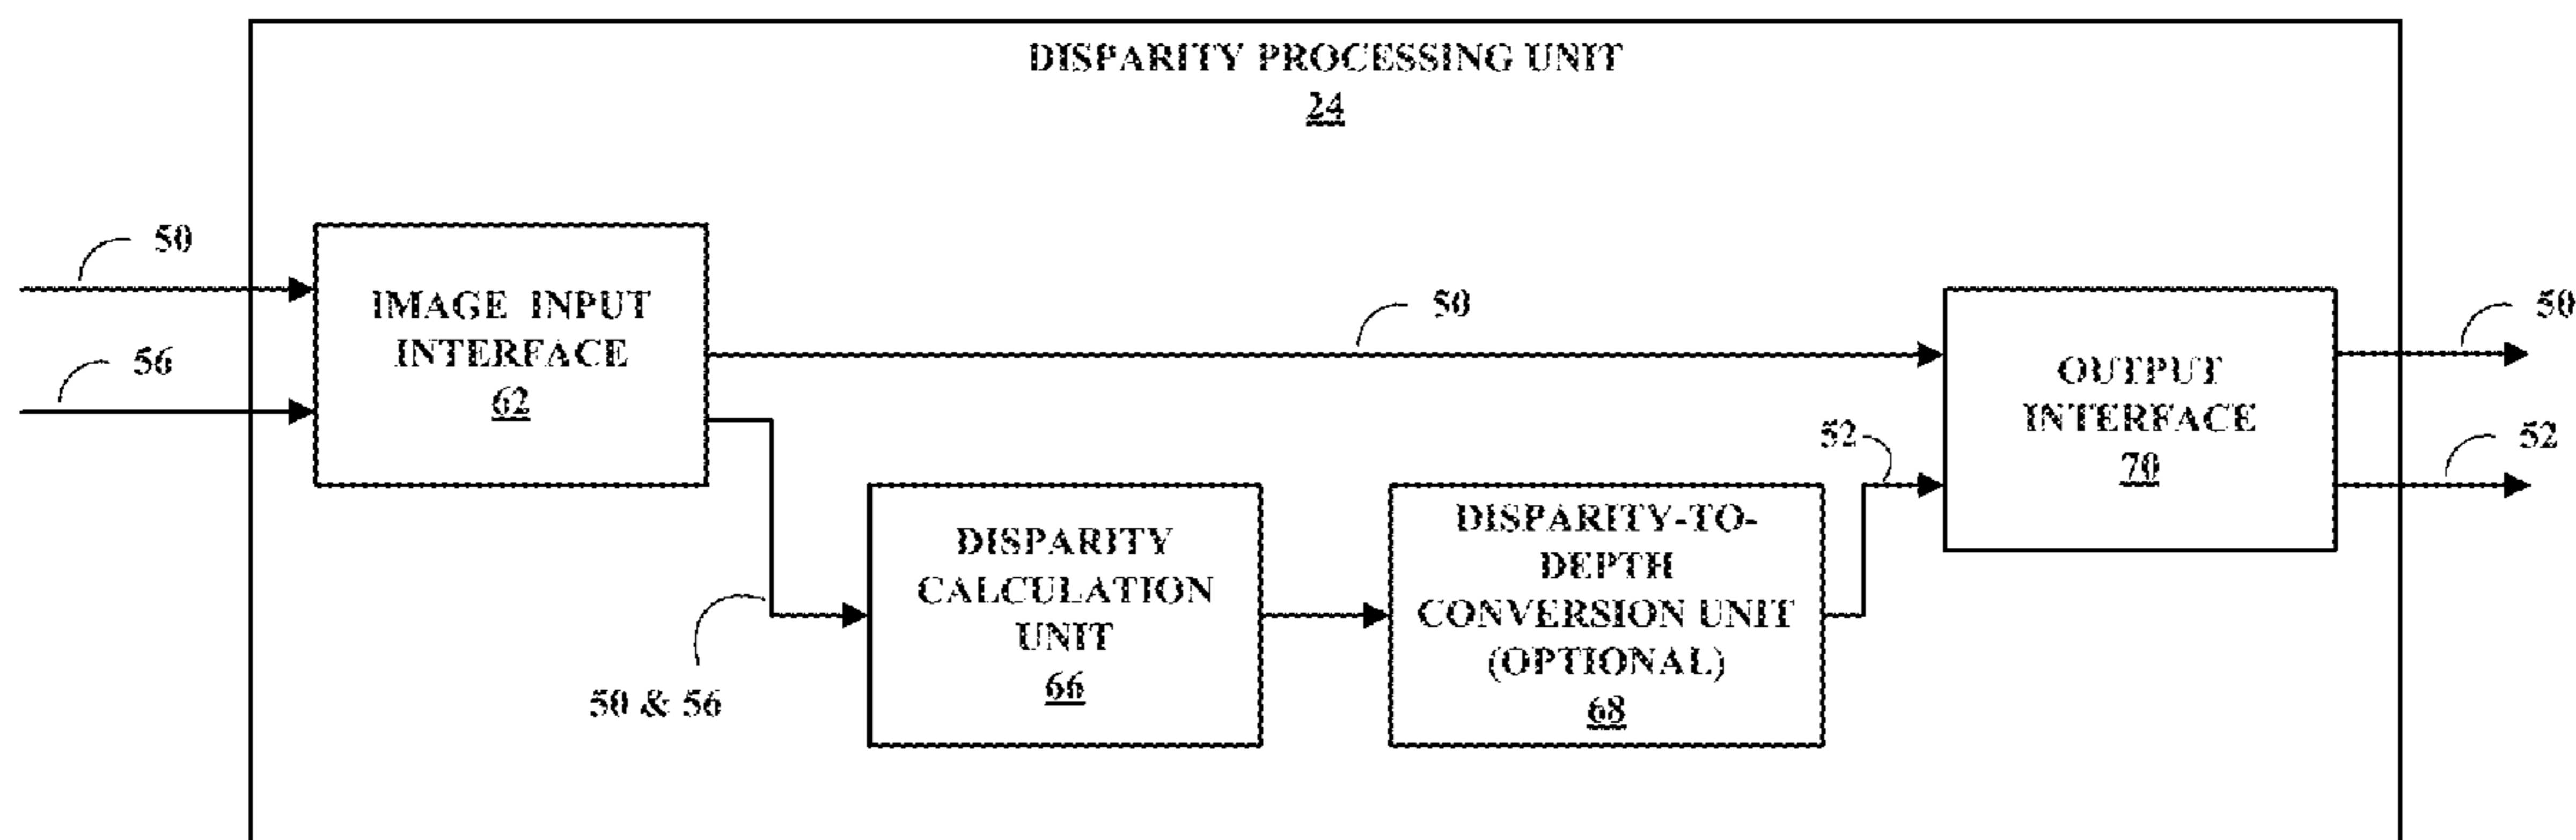 DISPARITY PROCESSING UNIT
24
50
56
IMAGE INPUT
INTERFACE
62
50
50 & 56
DISPARITY
CALCULATION
UNIT
66
DISPARITY-TO-
DEPTH
CONVERSION UNIT
(OPTIONAL)
68
52
OUTPUT
INTERFACE
70
50
52